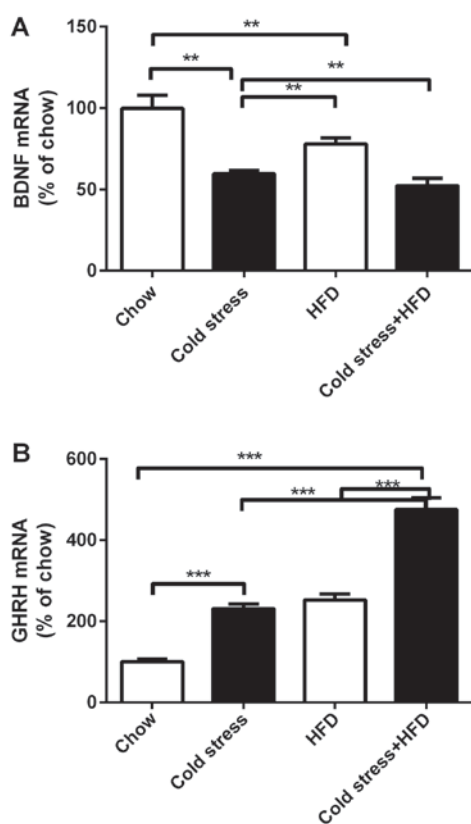 A
BDNF mRNA
(% of chow)
150
100
50
0
**
**
**
**
Chow
Cold stress
HFD
Cold stress+HFD
B
GHRH mRNA
(% of chow)
600
400
200
0
***
***
***
***
Chow
Cold stress
HFD
Cold stress+HFD